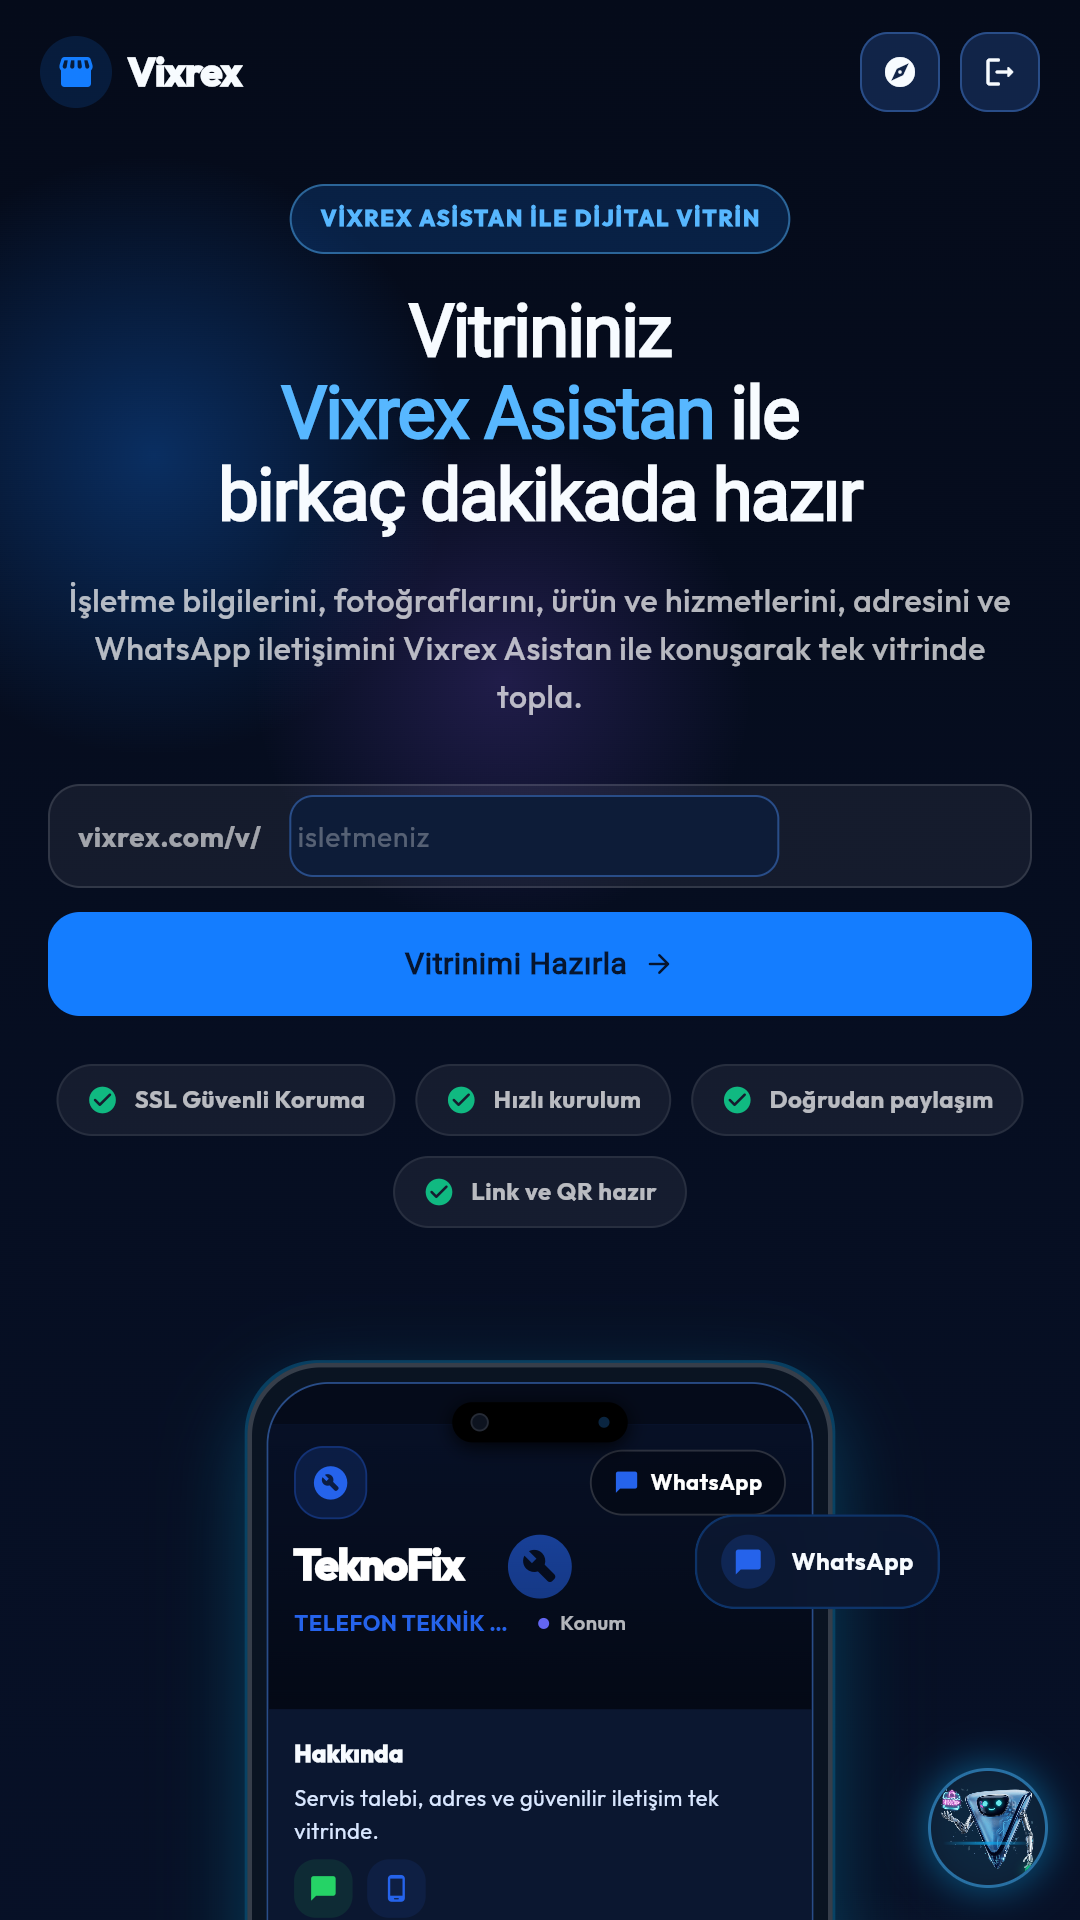 Vixrex
VİXREX ASİSTAN İLE DİJİTAL VİTRİN
Vitrininiz
Vixrex Asistan ile
birkaç dakikada hazır
İşletme bilgilerini, fotoğraflarını, ürün ve hizmetlerini, adresini ve
WhatsApp iletişimini Vixrex Asistan ile konuşarak tek vitrinde
topla.
vixrex.com/v/ isletmeniz
Vitrinimi Hazırla →
SSL Güvenli Koruma
Hızlı kurulum
Doğrudan paylaşım
Link ve QR hazır
WhatsApp
WhatsApp
TeknoFix
TELEFON TEKNİK ...
Konum
Hakkında
Servis talebi, adres ve güvenilir iletişim tek
vitrinde.